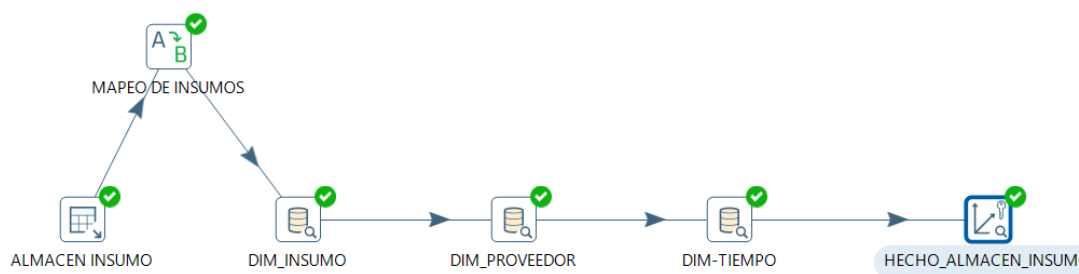 A
B
MAPEO DE INSUMOS
ALMACEN INSUMO
DIM_INSUMO
DIM_PROVEEDOR
DIM-TIEMPO
HECHO_ALMACEN_INSUM